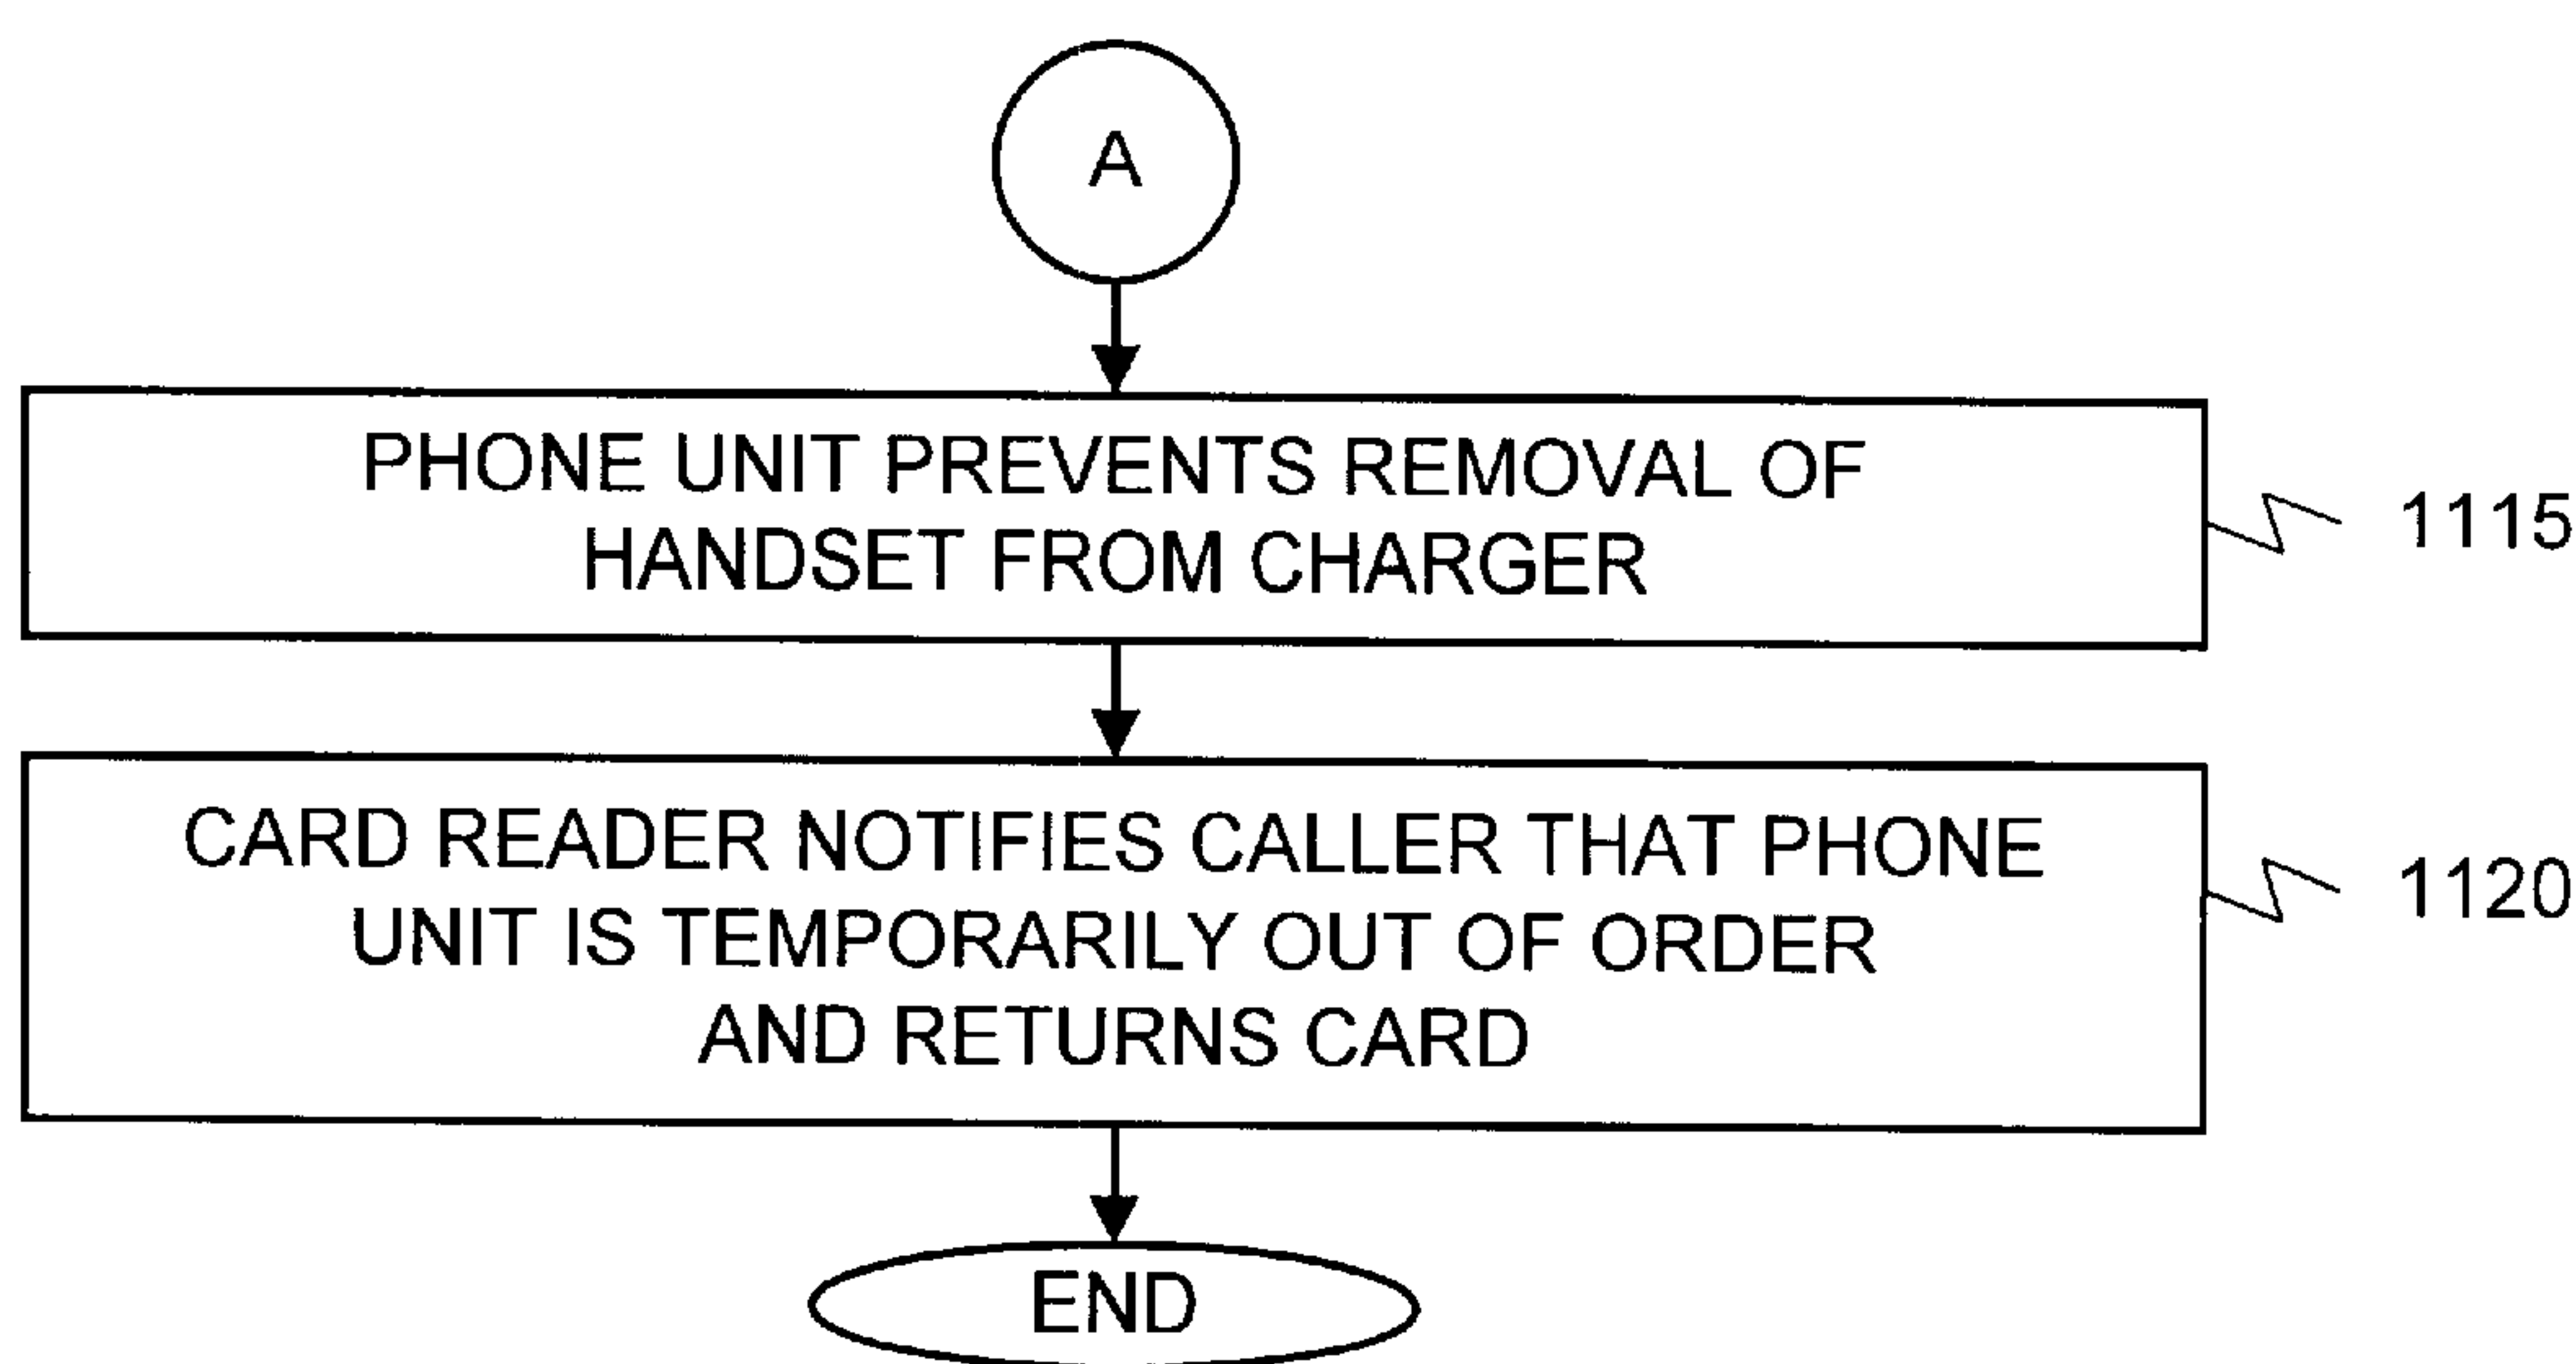 A
PHONE UNIT PREVENTS REMOVAL OF
HANDSET FROM CHARGER
1115
CARD READER NOTIFIES CALLER THAT PHONE
UNIT IS TEMPORARILY OUT OF ORDER
AND RETURNS CARD
1120
END